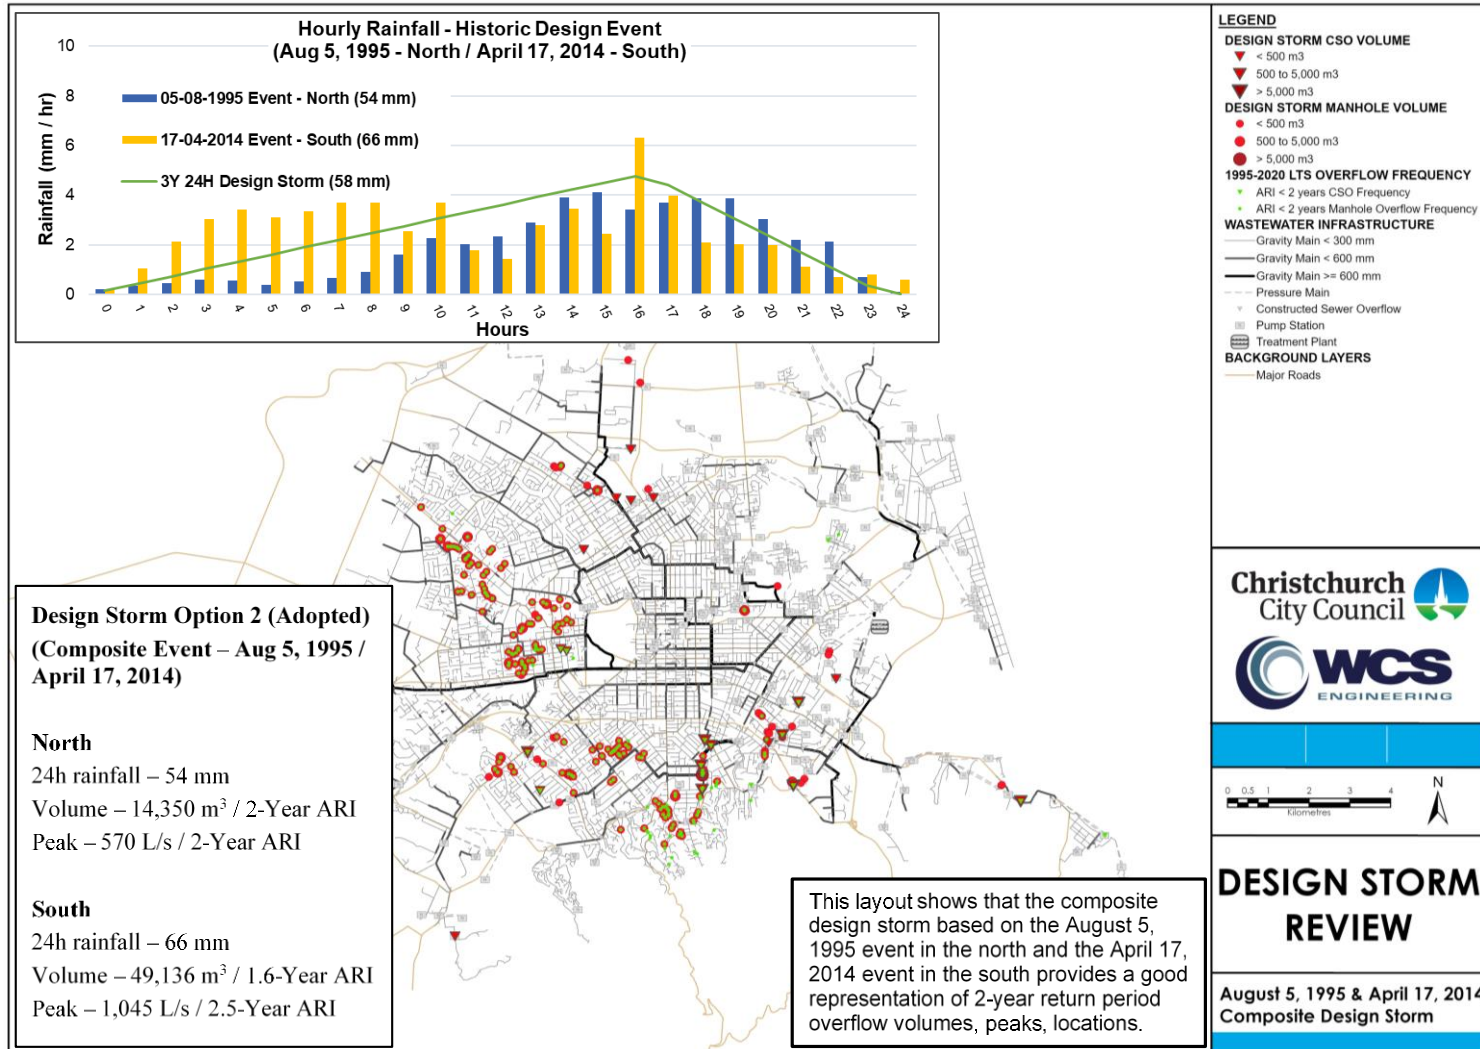 Hourly Rainfall - Historic Design Event
(Aug 5, 1995 - North / April 17, 2014 - South)
10
8
6
4
2
0
Rainfall (mm / hr)
05-08-1995 Event - North (54 mm)
17-04-2014 Event - South (66 mm)
3Y 24H Design Storm (58 mm)
0 1 2 3 4 5 6 7 8 9 10 11 12 13 14 15 16 17 18 19 20 21 22 23 24
Hours
Design Storm Option 2 (Adopted)
(Composite Event – Aug 5, 1995 /
April 17, 2014)
North
24h rainfall – 54 mm
Volume – 14,350 m³ / 2-Year ARI
Peak – 570 L/s / 2-Year ARI
South
24h rainfall – 66 mm
Volume – 49,136 m³ / 1.6-Year ARI
Peak – 1,045 L/s / 2.5-Year ARI
This layout shows that the composite
design storm based on the August 5,
1995 event in the north and the April 17,
2014 event in the south provides a good
representation of 2-year return period
overflow volumes, peaks, locations.
LEGEND
DESIGN STORM CSO VOLUME
< 500 m3
500 to 5,000 m3
> 5,000 m3
DESIGN STORM MANHOLE VOLUME
< 500 m3
500 to 5,000 m3
> 5,000 m3
1995-2020 LTS OVERFLOW FREQUENCY
ARI < 2 years CSO Frequency
ARI < 2 years Manhole Overflow Frequency
WASTEWATER INFRASTRUCTURE
Gravity Main < 300 mm
Gravity Main < 600 mm
Gravity Main >= 600 mm
Pressure Main
Constructed Sewer Overflow
Pump Station
Treatment Plant
BACKGROUND LAYERS
Major Roads
Christchurch
City Council
WCS
ENGINEERING
0 0.5 1 2 3 4
Kilometres
N
DESIGN STORM
REVIEW
August 5, 1995 & April 17, 2014
Composite Design Storm